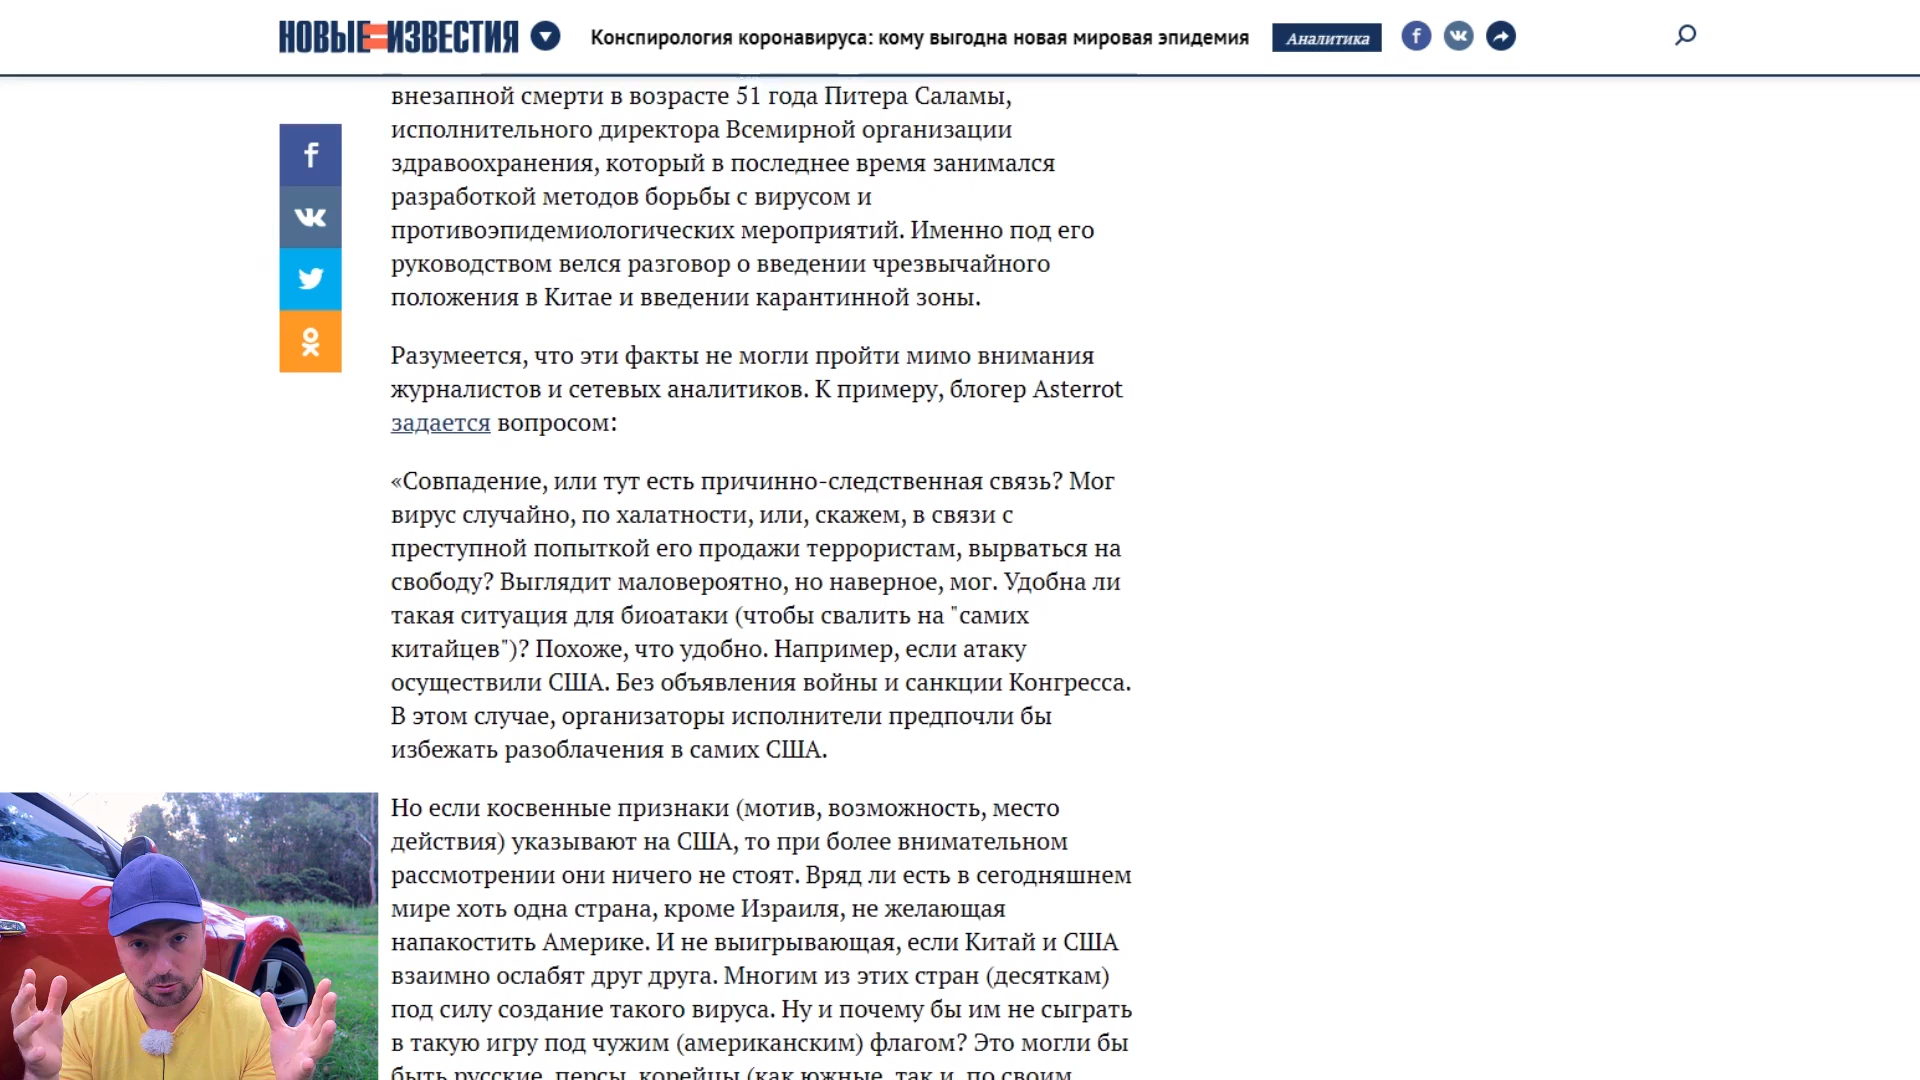 НОВЫЕ ИЗВЕСТИЯ
Конспирология коронавируса: кому выгодна новая мировая эпидемия
Аналитика
внезапной смерти в возрасте 51 года Питера Саламы,
исполнительного директора Всемирной организации
здравоохранения, который в последнее время занимался
разработкой методов борьбы с вирусом и
противоэпидемиологических мероприятий. Именно под его
руководством велся разговор о введении чрезвычайного
положения в Китае и введении карантинной зоны.
Разумеется, что эти факты не могли пройти мимо внимания
журналистов и сетевых аналитиков. К примеру, блогер Asterrot
задается вопросом:
«Совпадение, или тут есть причинно-следственная связь? Мог
вирус случайно, по халатности, или, скажем, в связи с
преступной попыткой его продажи террористам, вырваться на
свободу? Выглядит маловероятно, но наверное, мог. Удобна ли
такая ситуация для биоатаки (чтобы свалить на "самих
китайцев")? Похоже, что удобно. Например, если атаку
осуществили США. Без объявления войны и санкции Конгресса.
В этом случае, организаторы исполнители предпочли бы
избежать разоблачения в самих США.
Но если косвенные признаки (мотив, возможность, место
действия) указывают на США, то при более внимательном
рассмотрении они ничего не стоят. Вряд ли есть в сегодняшнем
мире хоть одна страна, кроме Израиля, не желающая
напакостить Америке. И не выигрывающая, если Китай и США
взаимно ослабят друг друга. Многим из этих стран (десяткам)
под силу создание такого вируса. Ну и почему бы им не сыграть
в такую игру под чужим (американским) флагом? Это могли бы
быть русские, персы, корейцы (как южные, так и, по своим